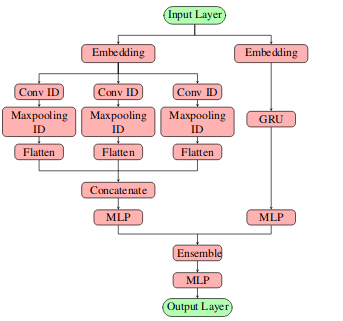 Input Layer
Embedding
Embedding
Conv ID
Conv ID
Conv ID
Maxpooling
ID
Maxpooling
ID
Maxpooling
ID
GRU
Flatten
Flatten
Flatten
Concatenate
MLP
MLP
Ensemble
MLP
Output Layer